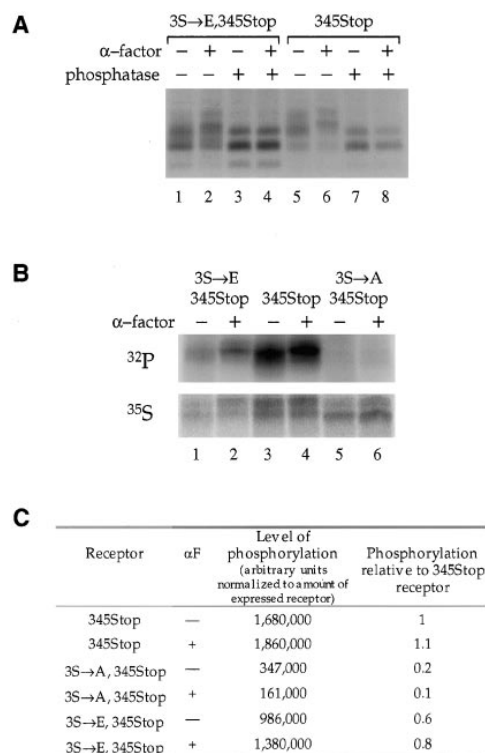 A
3S→E,345Stop 345Stop
α–factor – + – + – + – +
phosphatase – – + + – – + +
1 2 3 4 5 6 7 8
B
3S→E 3S→A
345Stop 345Stop 345Stop
α–factor – + – + – +
32P
35S
1 2 3 4 5 6
C
Receptor αF Level of phosphorylation (arbitrary units normalized to amount of expressed receptor) Phosphorylation relative to 345Stop receptor
345Stop — 1,680,000 1
345Stop + 1,860,000 1.1
3S→A, 345Stop — 347,000 0.2
3S→A, 345Stop + 161,000 0.1
3S→E, 345Stop — 986,000 0.6
3S→E, 345Stop + 1,380,000 0.8